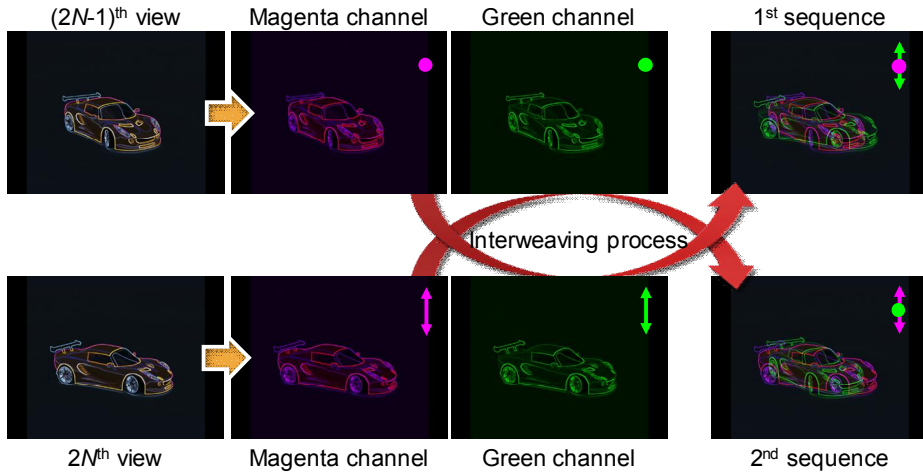 (2N-1)th view
Magenta channel
Green channel
1st sequence
Interweaving process
2Nth view
Magenta channel
Green channel
2nd sequence